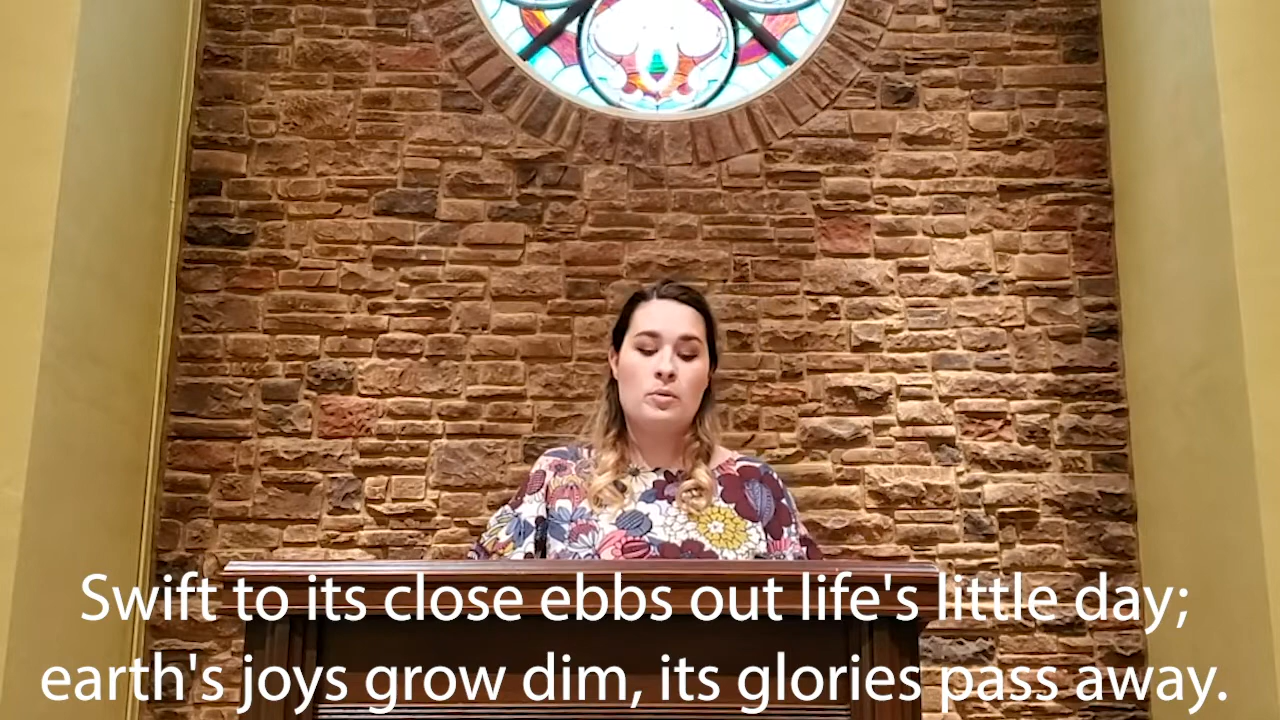 Swift to its close ebbs out life's little day;
earth's joys grow dim, its glories pass away.